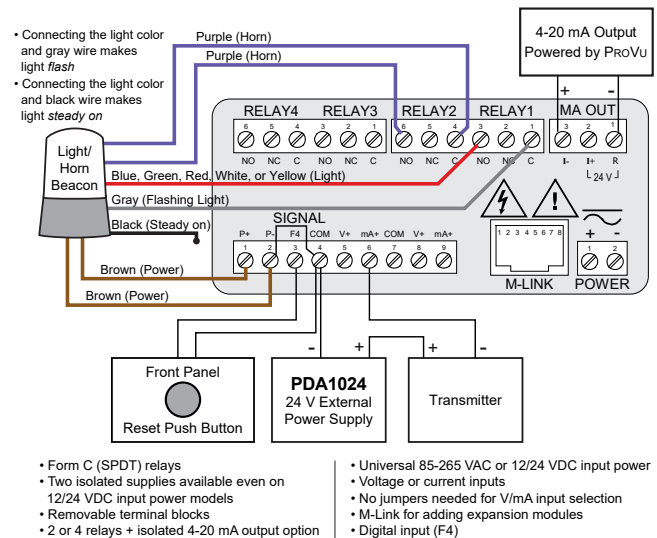 • Connecting the light color
and gray wire makes
light flash
• Connecting the light color
and black wire makes
light steady on
Purple (Horn)
Purple (Horn)
4-20 mA Output
Powered by PROVU
+ -
RELAY4 RELAY3 RELAY2 RELAY1 MA OUT
6 5 4 3 2 1 6 5 4 3 2 1 3 2 1
NO NC C NO NC C NO NC C NO NC C I- I+ R
24 V
Light/
Horn
Beacon
Blue, Green, Red, White, or Yellow (Light)
Gray (Flashing Light)
Black (Steady on)
SIGNAL
P+ P- F4 COM V+ mA+ COM V+ mA+
1 2 3 4 5 6 7 8 9
1 2 3 4 5 6 7 8
M-LINK
+ -
1 2
POWER
Brown (Power)
Brown (Power)
- + + -
Front Panel
Reset Push Button
PDA1024
24 V External
Power Supply
Transmitter
• Form C (SPDT) relays
• Two isolated supplies available even on
12/24 VDC input power models
• Removable terminal blocks
• 2 or 4 relays + isolated 4-20 mA output option
• Universal 85-265 VAC or 12/24 VDC input power
• Voltage or current inputs
• No jumpers needed for V/mA input selection
• M-Link for adding expansion modules
• Digital input (F4)